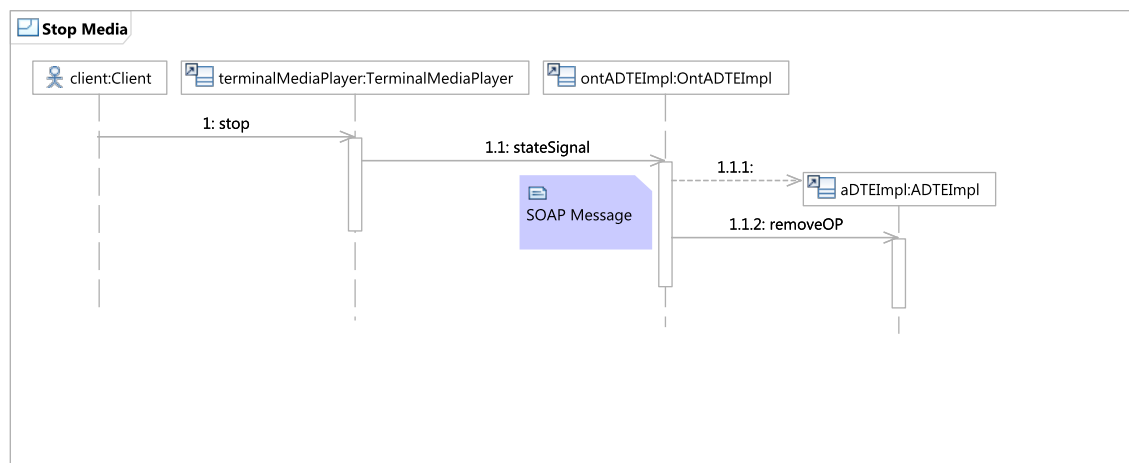 Stop Media
client:Client
terminalMediaPlayer:TerminalMediaPlayer
ontADTEImpl:OntADTEImpl
1: stop
1.1: stateSignal
1.1.1:
aDTEImpl:ADTEImpl
SOAP Message
1.1.2: removeOP